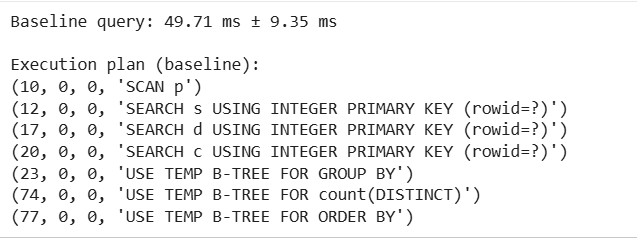 Baseline query: 49.71 ms ± 9.35 ms
Execution plan (baseline):
(10, 0, 0, 'SCAN p')
(12, 0, 0, 'SEARCH s USING INTEGER PRIMARY KEY (rowid=?)')
(17, 0, 0, 'SEARCH d USING INTEGER PRIMARY KEY (rowid=?)')
(20, 0, 0, 'SEARCH c USING INTEGER PRIMARY KEY (rowid=?)')
(23, 0, 0, 'USE TEMP B-TREE FOR GROUP BY')
(74, 0, 0, 'USE TEMP B-TREE FOR count(DISTINCT)')
(77, 0, 0, 'USE TEMP B-TREE FOR ORDER BY')